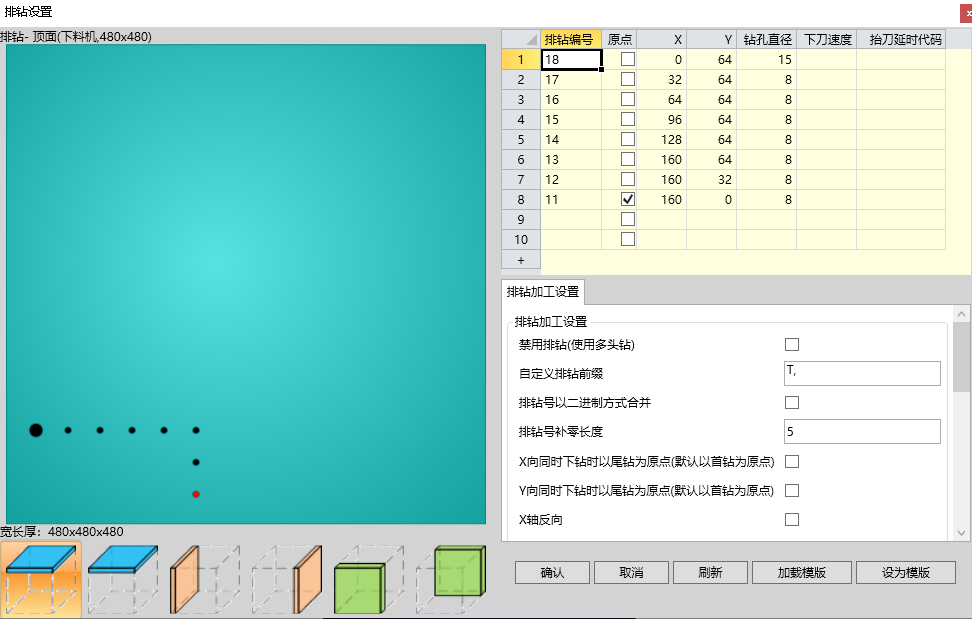 排钻设置
x
排钻- 顶面(下料机,480x480)
排钻编号 原点 X Y 钻孔直径 下刀速度 抬刀延时代码
1 18 0 64 15
2 17 32 64 8
3 16 64 64 8
4 15 96 64 8
5 14 128 64 8
6 13 160 64 8
7 12 160 32 8
8 11 160 0 8
9
10
+
排钻加工设置
排钻加工设置
禁用排钻(使用多头钻)
自定义排钻前缀 T,
排钻号以二进制方式合并
排钻号补零长度 5
X向同时下钻时以尾钻为原点(默认以首钻为原点)
Y向同时下钻时以尾钻为原点(默认以首钻为原点)
X轴反向
宽长厚: 480x480x480
确认 取消 刷新 加载模版 设为模版